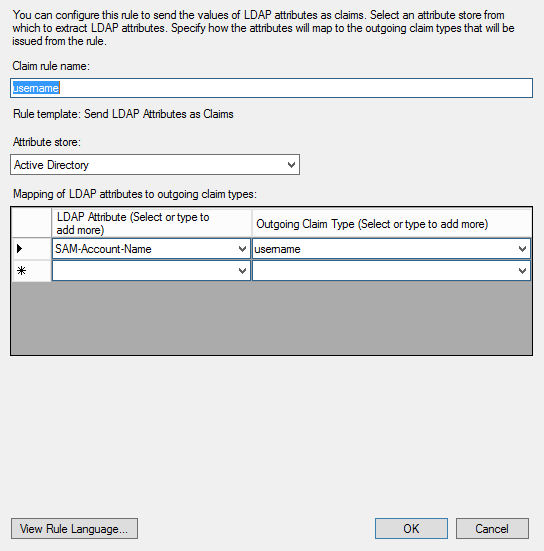 You can configure this rule to send the values of LDAP attributes as claims. Select an attribute store from
which to extract LDAP attributes. Specify how the attributes will map to the outgoing claim types that will be
issued from the rule.
Claim rule name:
username
Rule template: Send LDAP Attributes as Claims
Attribute store:
Active Directory
Mapping of LDAP attributes to outgoing claim types:
LDAP Attribute (Select or type to
add more)
Outgoing Claim Type (Select or type to add more)
SAM-Account-Name
username
View Rule Language...
OK
Cancel